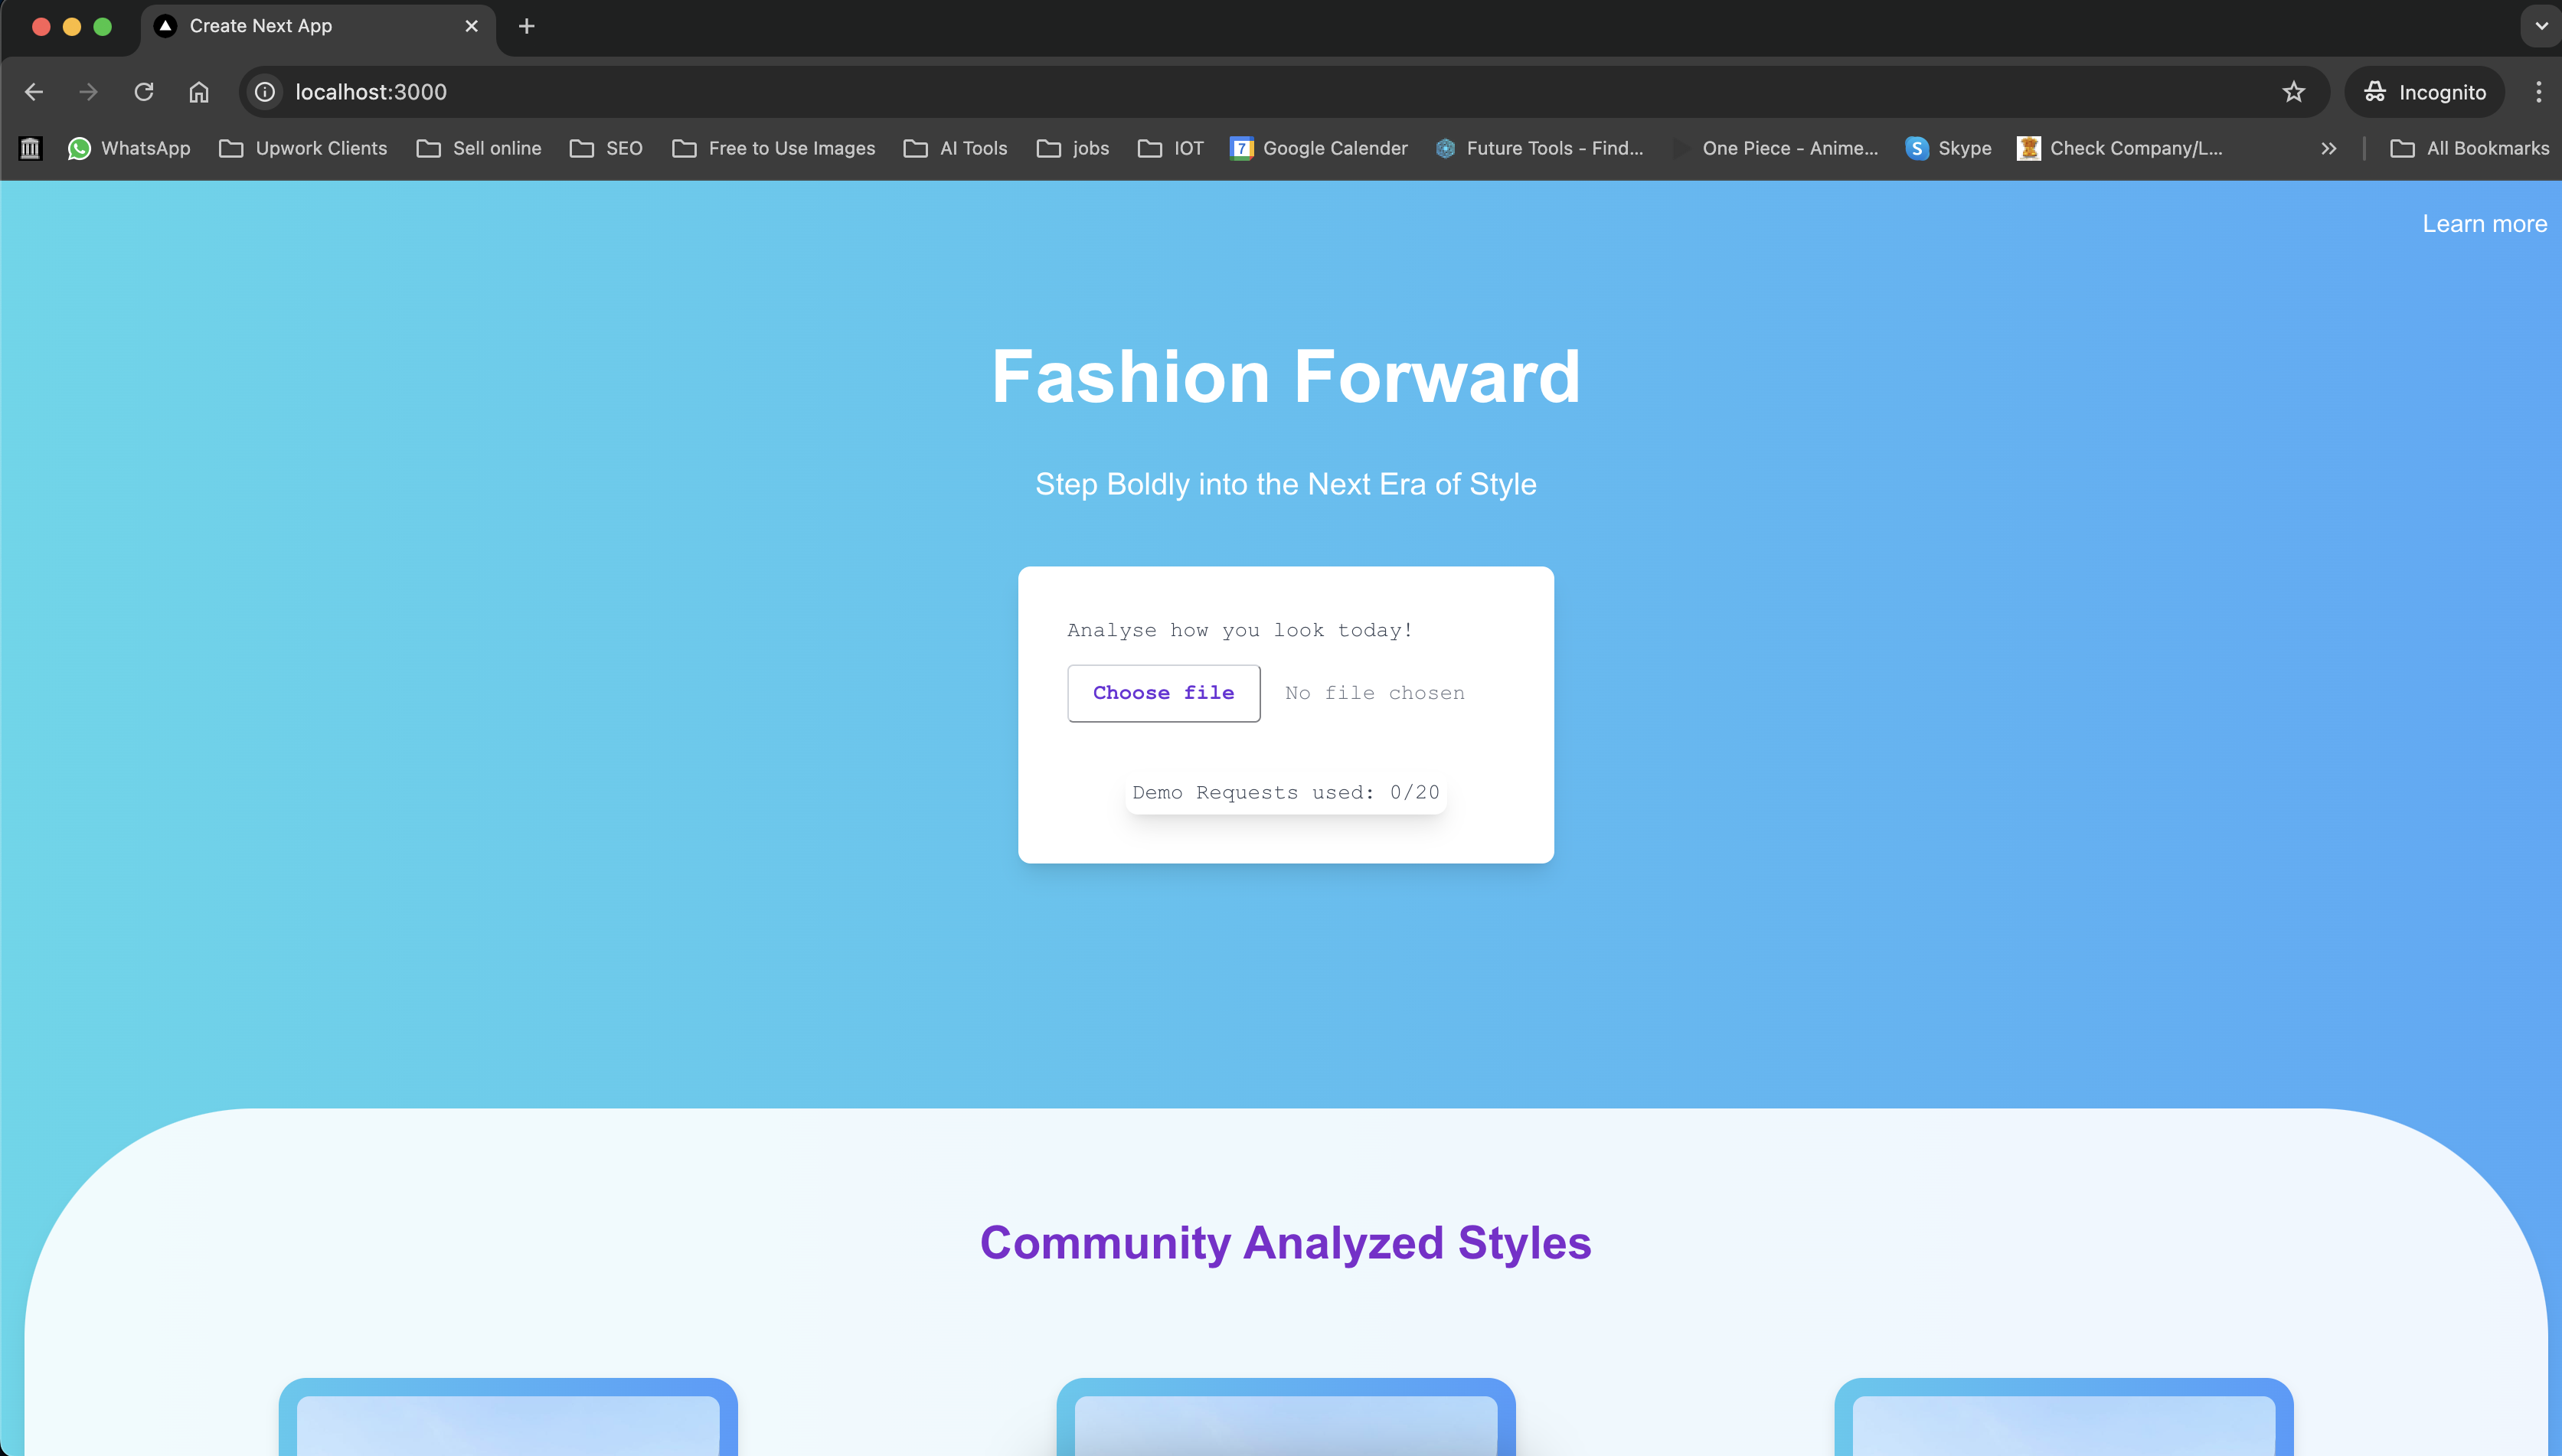 Create Next App
localhost:3000
Incognito
WhatsApp
Upwork Clients
Sell online
SEO
Free to Use Images
AI Tools
jobs
IOT
7
Google Calender
Future Tools - Find...
One Piece - Anime...
S
Skype
Check Company/L...
All Bookmarks
Learn more
Fashion Forward
Step Boldly into the Next Era of Style
Analyse how you look today!
Choose file
No file chosen
Demo Requests used: 0/20
Community Analyzed Styles